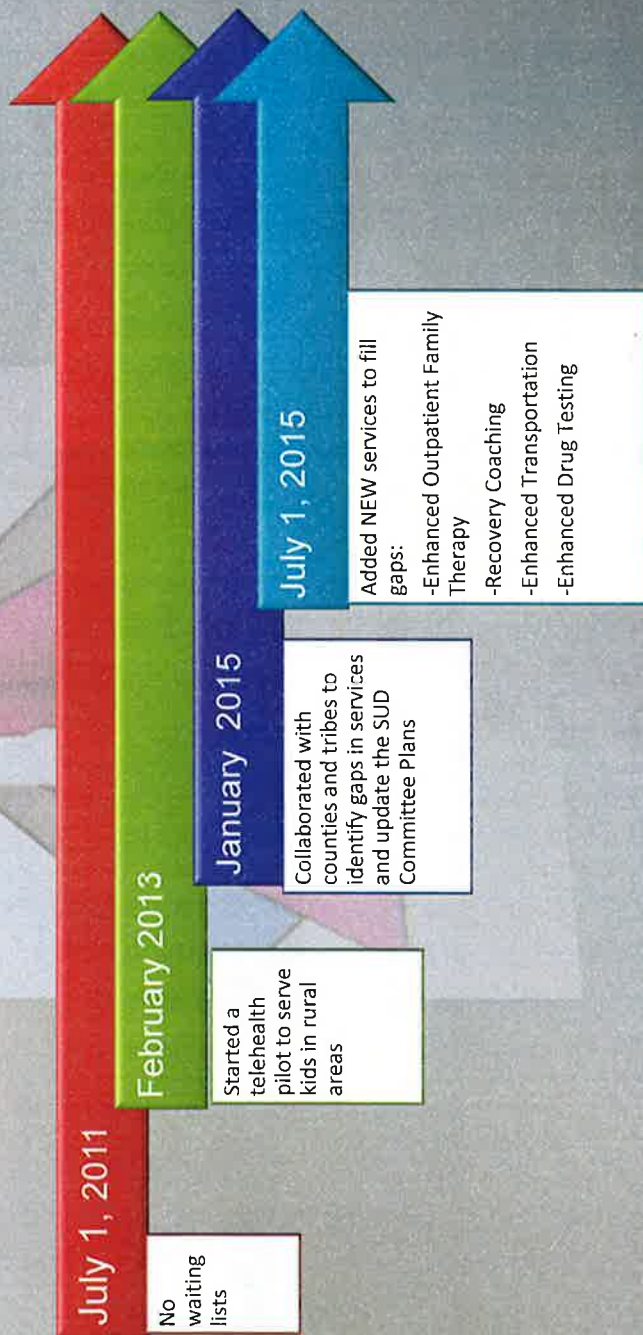 July 1, 2011
No
waiting
lists
February 2013
Started a
telehealth
pilot to serve
kids in rural
areas
January 2015
Collaborated with
counties and tribes to
identify gaps in services
and update the SUD
Committee Plans
July 1, 2015
Added NEW services to fill
gaps:
-Enhanced Outpatient Family
Therapy
-Recovery Coaching
-Enhanced Transportation
-Enhanced Drug Testing